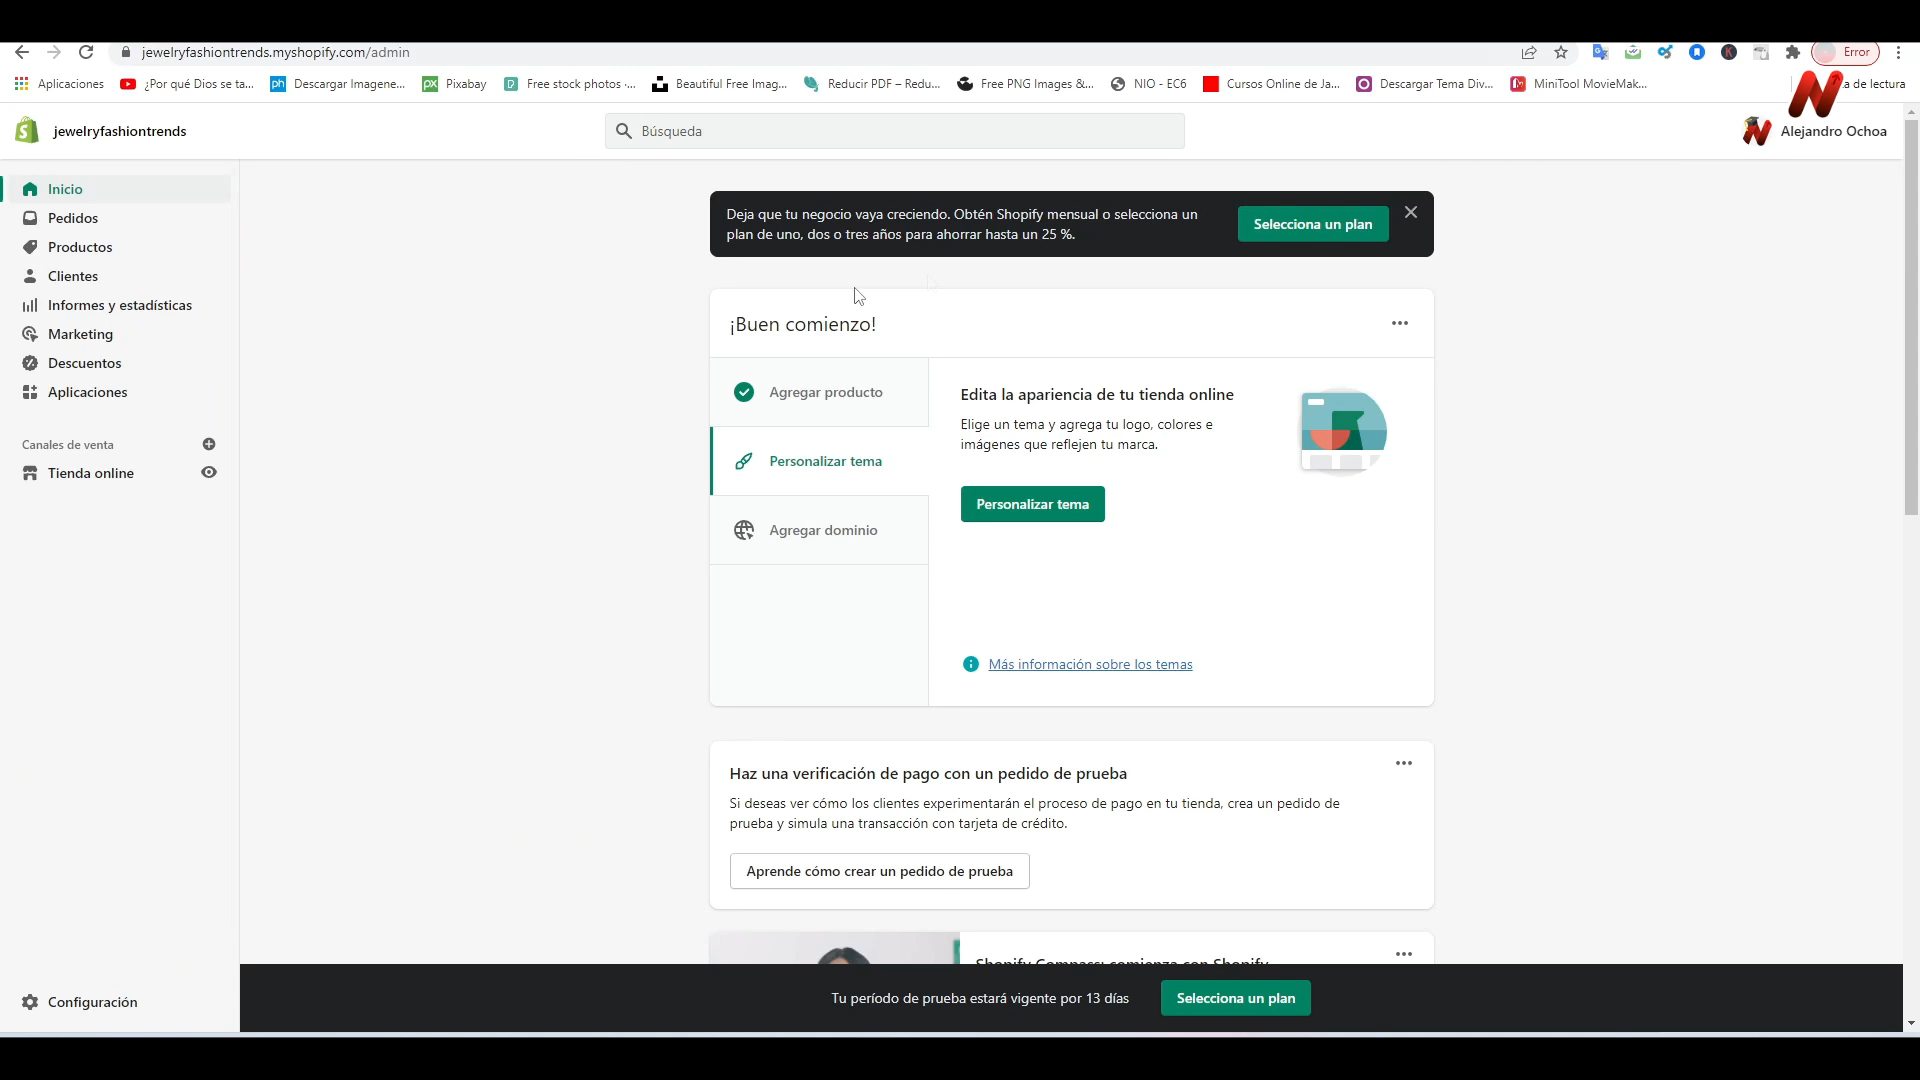 jewelryfashiontrends.myshopify.com/admin
Error
Aplicaciones
¿Por qué Dios se ta...
Descargar Imagene...
Pixabay
Free stock photos ·...
Beautiful Free Imag...
Reducir PDF – Redu...
Free PNG Images &...
NIO - EC6
Cursos Online de Ja...
Descargar Tema Div...
MiniTool MovieMak...
a de lectura
jewelryfashiontrends
Búsqueda
Alejandro Ochoa
Inicio
Pedidos
Productos
Clientes
Informes y estadísticas
Marketing
Descuentos
Aplicaciones
Canales de venta
Tienda online
Configuración
Deja que tu negocio vaya creciendo. Obtén Shopify mensual o selecciona un
plan de uno, dos o tres años para ahorrar hasta un 25 %.
Selecciona un plan
¡Buen comienzo!
Agregar producto
Personalizar tema
Agregar dominio
Edita la apariencia de tu tienda online
Elige un tema y agrega tu logo, colores e
imágenes que reflejen tu marca.
Personalizar tema
Más información sobre los temas
Haz una verificación de pago con un pedido de prueba
Si deseas ver cómo los clientes experimentarán el proceso de pago en tu tienda, crea un pedido de
prueba y simula una transacción con tarjeta de crédito.
Aprende cómo crear un pedido de prueba
Shopify Compass: comienza con Shopify
Tu período de prueba estará vigente por 13 días
Selecciona un plan